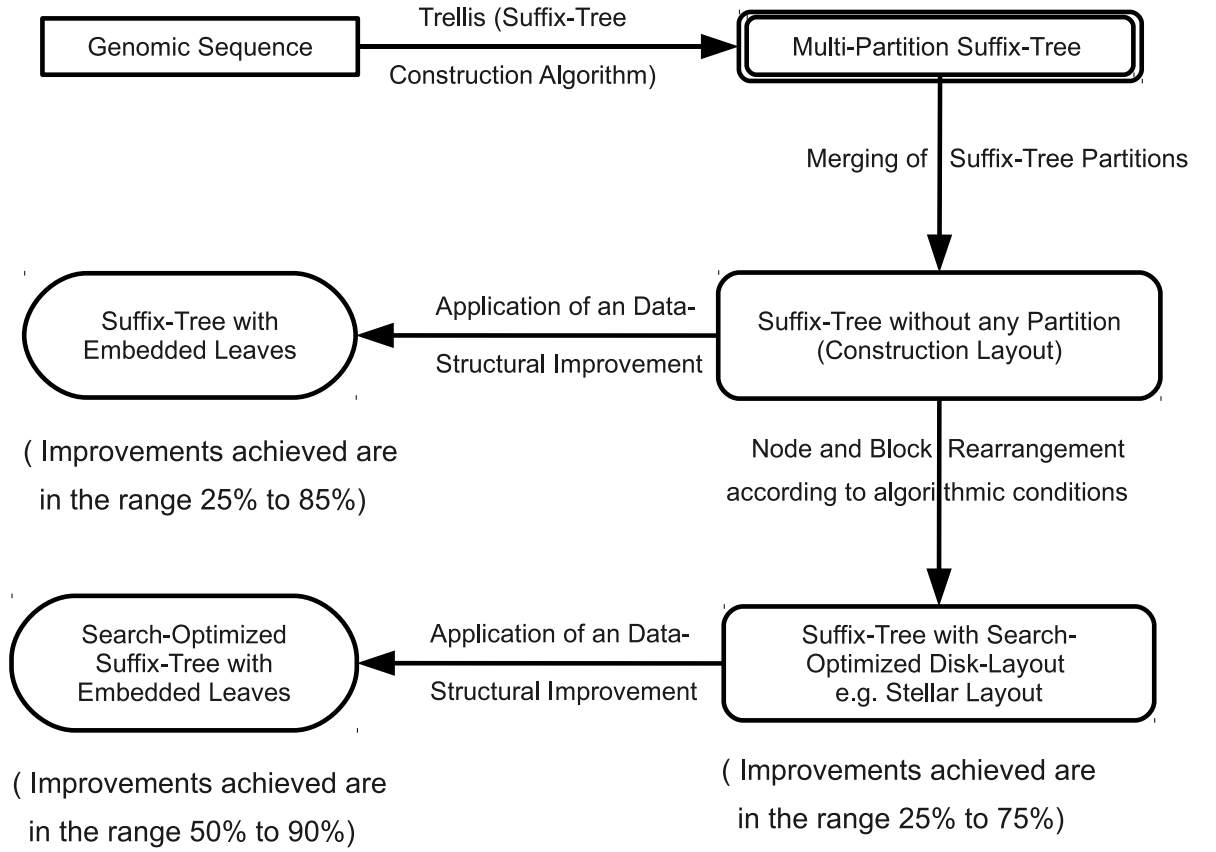 Genomic Sequence
Trellis (Suffix-Tree
Construction Algorithm)
Multi-Partition Suffix-Tree
Merging of Suffix-Tree Partitions
Suffix-Tree with
Embedded Leaves
Application of an Data-
Structural Improvement
Suffix-Tree without any Partition
(Construction Layout)
( Improvements achieved are
in the range 25% to 85%)
Node and Block Rearrangement
according to algorithmic conditions
Search-Optimized
Suffix-Tree with
Embedded Leaves
Application of an Data-
Structural Improvement
Suffix-Tree with Search-
Optimized Disk-Layout
e.g. Stellar Layout
( Improvements achieved are
in the range 50% to 90%)
( Improvements achieved are
in the range 25% to 75%)